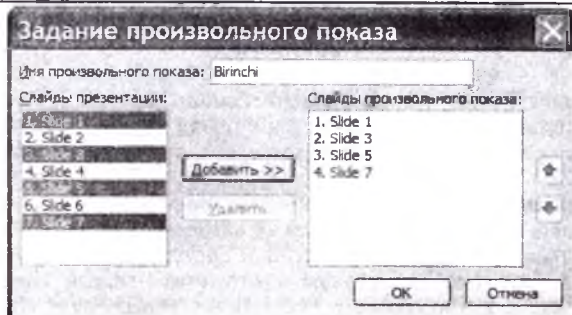 Задание произвольного показа
Имя произвольного показа: Birinchi
Слайды презентации:
1. Slide 1
2. Slide 2
3. Slide 3
4. Slide 4
5. Slide 5
6. Slide 6
7. Slide 7
Добавить >>
Удалить
Слайды произвольного показа:
1. Slide 1
2. Slide 3
3. Slide 5
4. Slide 7
OK
Отмена